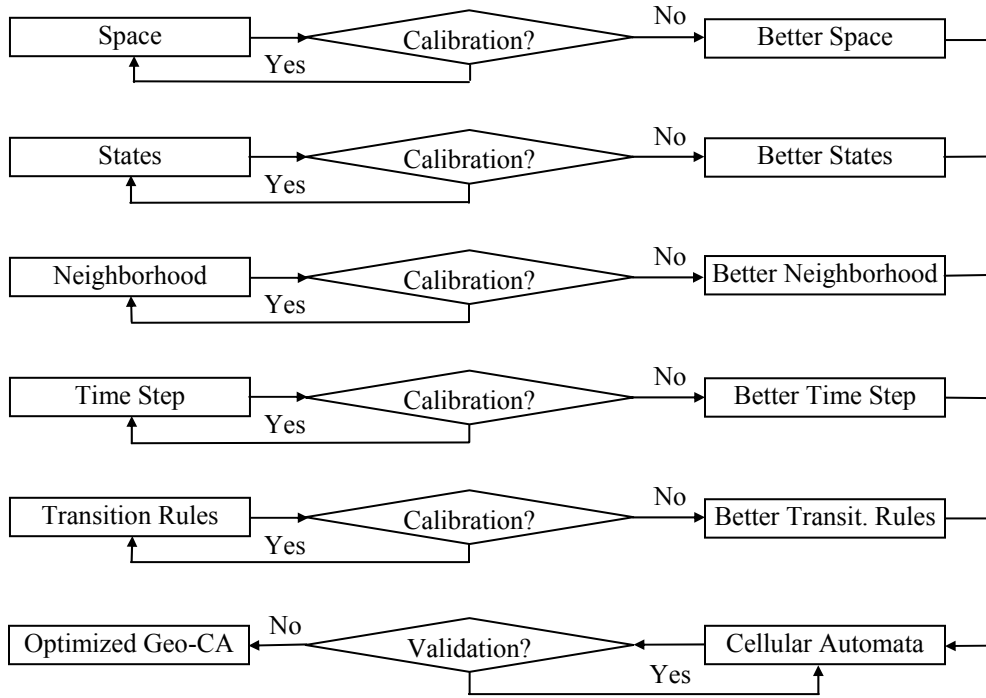 Space
Calibration?
No
Better Space
Yes
States
Calibration?
No
Better States
Yes
Neighborhood
Calibration?
No
Better Neighborhood
Yes
Time Step
Calibration?
No
Better Time Step
Yes
Transition Rules
Calibration?
No
Better Transit. Rules
Yes
Optimized Geo-CA
No
Validation?
Cellular Automata
Yes